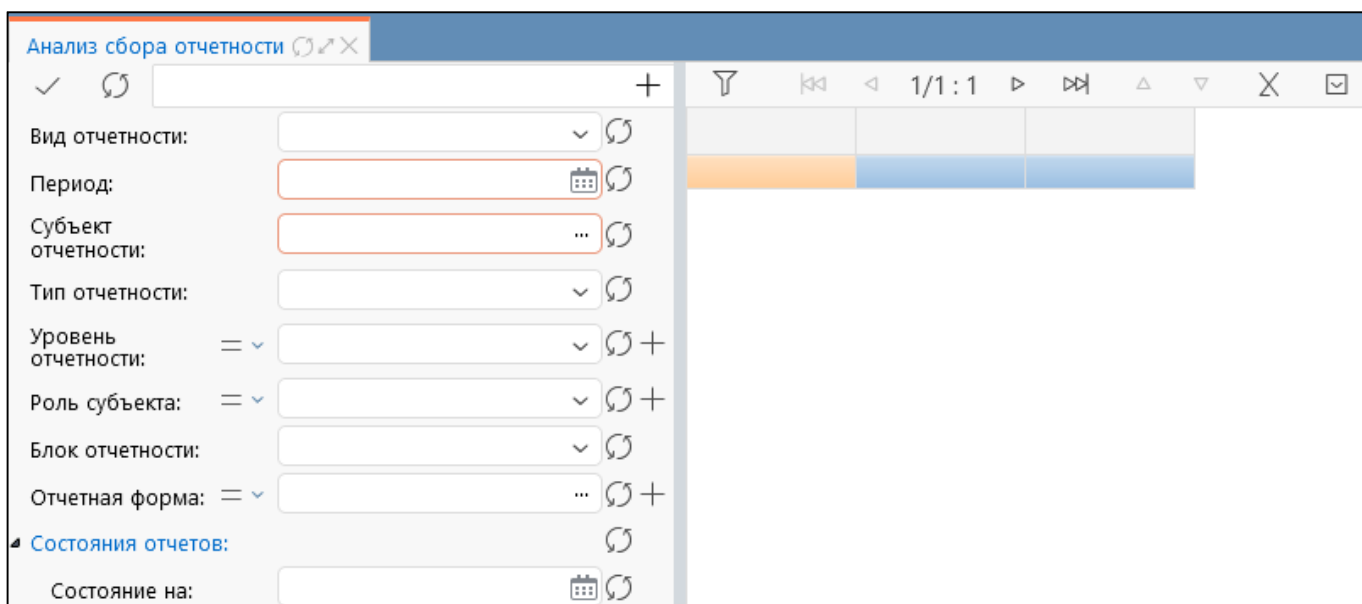 Анализ сбора отчетности
1/1 : 1
Вид отчетности:
Период:
Субъект
отчетности:
Тип отчетности:
Уровень
отчетности:
Роль субъекта:
Блок отчетности:
Отчетная форма:
Состояния отчетов:
Состояние на: